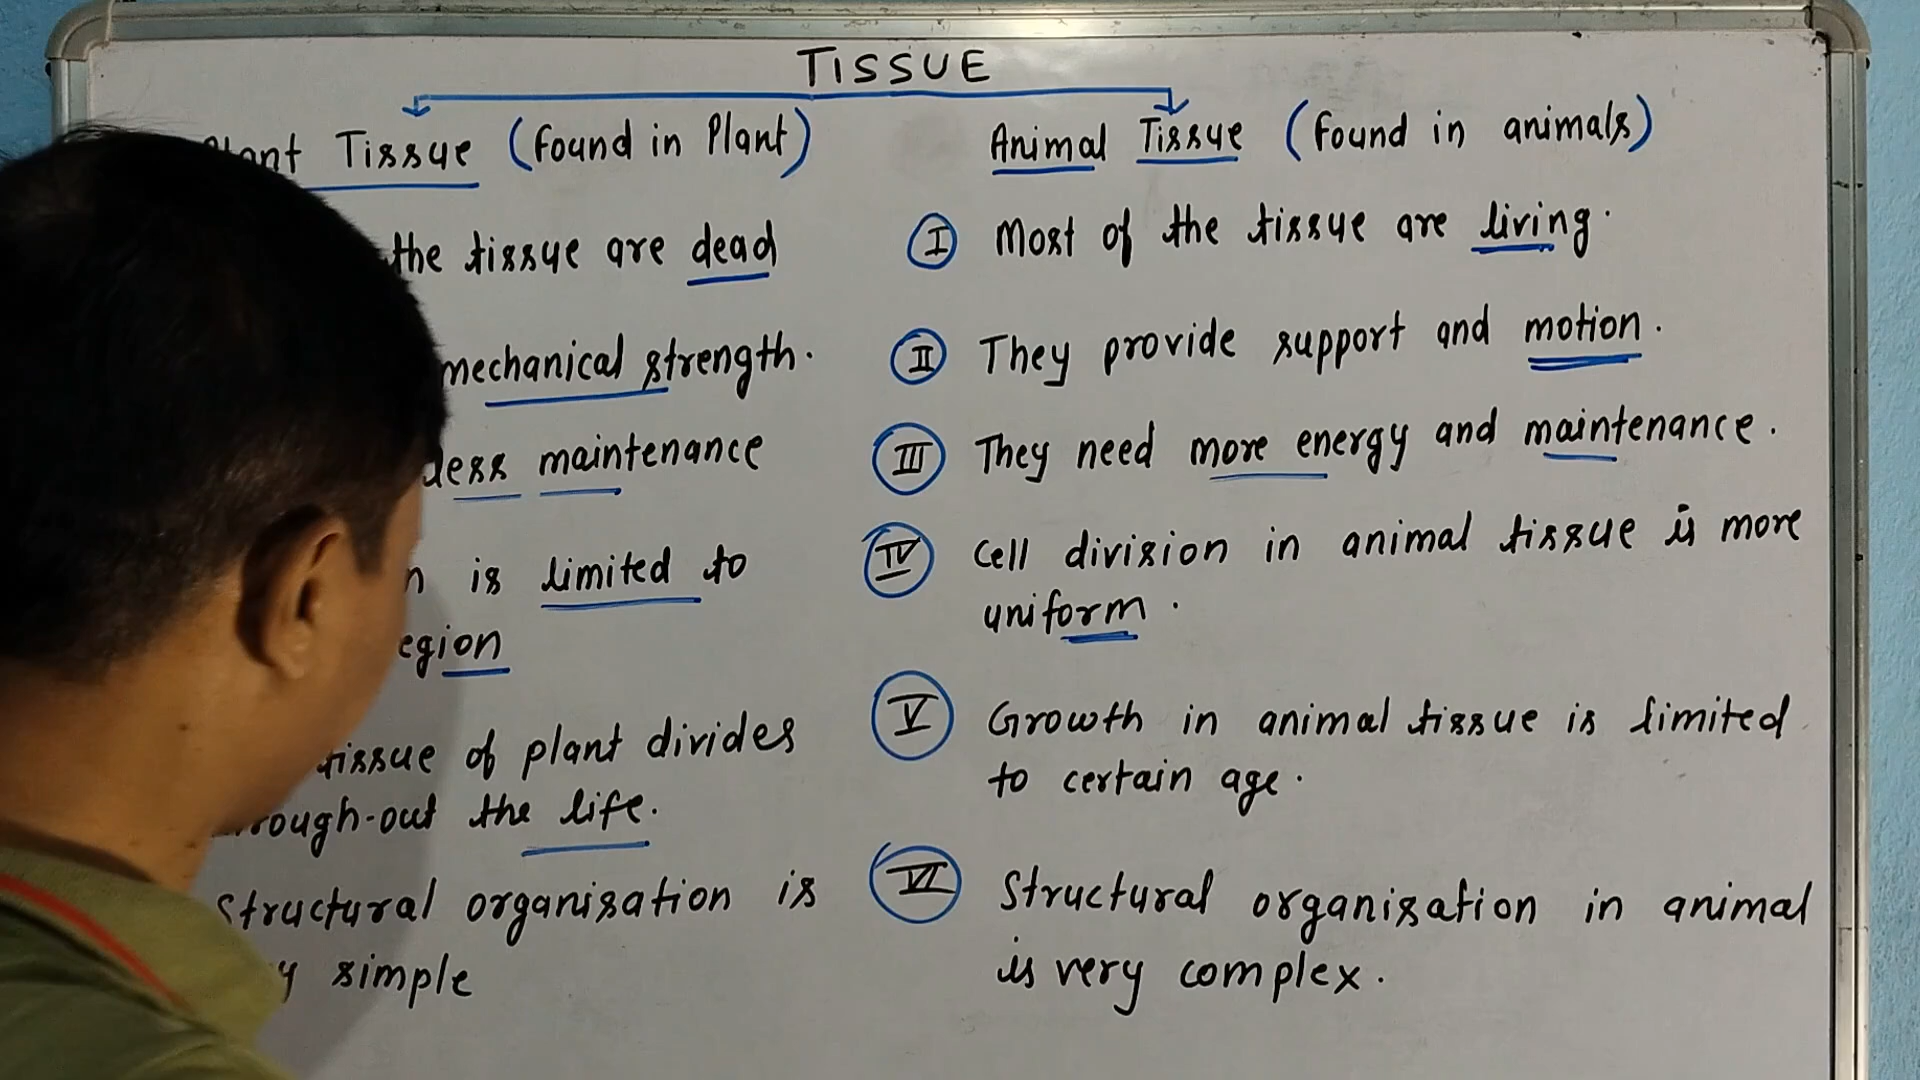 TISSUE
Tissue (Found in Plant)
the tissue are dead
mechanical strength.
less maintenance
is limited to
tissue of plant divides
the life.
Structural organisation is
simple
Animal Tissue (Found in animals)
I Most of the tissue are living.
II They provide support and motion.
III They need more energy and maintenance.
IV Cell division in animal tissue is more
uniform.
V Growth in animal tissue is limited
to certain age.
VI Structural organisation in animal
is very complex.